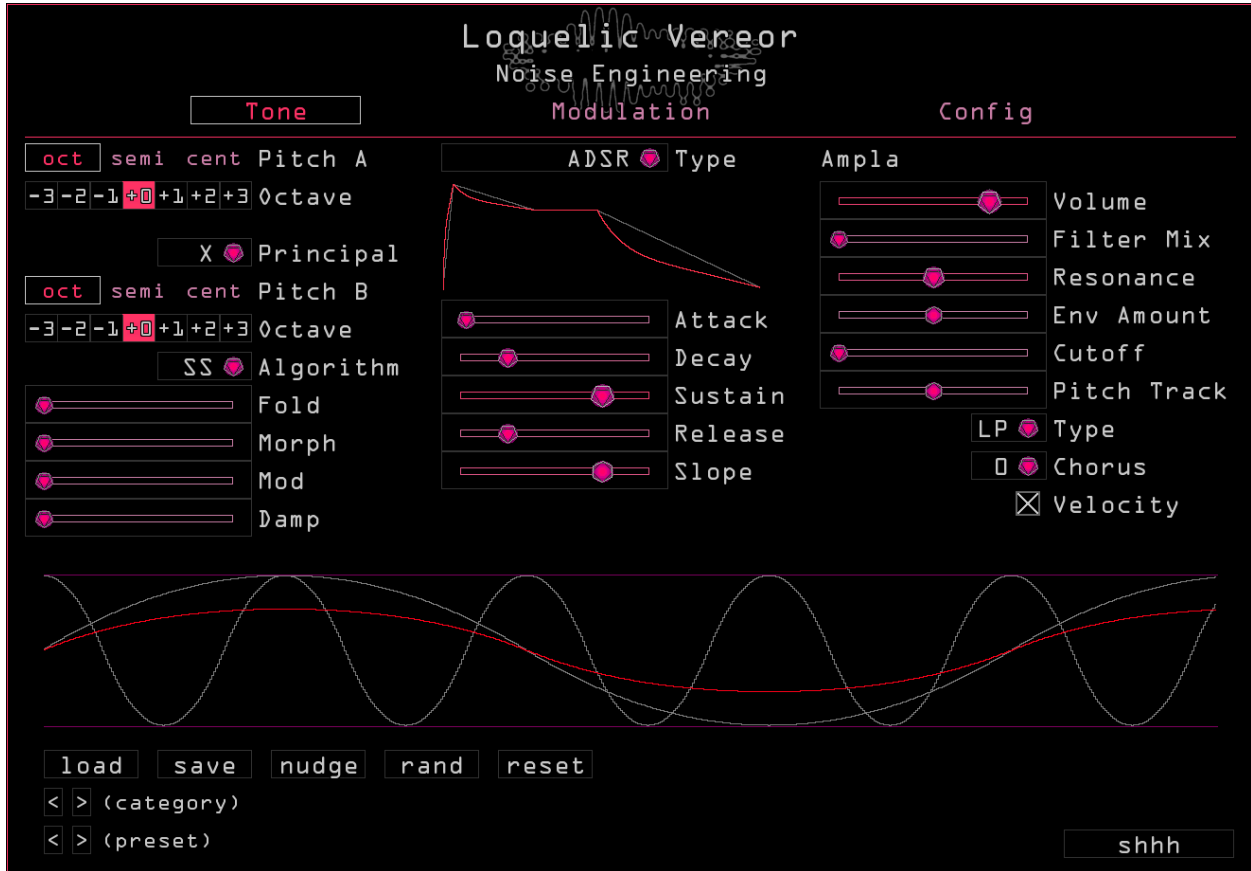 Loquelic Vereor
Noise Engineering
Tone Modulation Config
oct semi cent Pitch A
-3 -2 -1 +0 +1 +2 +3 Octave
X Principal
oct semi cent Pitch B
-3 -2 -1 +0 +1 +2 +3 Octave
SS Algorithm
Fold
Morph
Mod
Damp
ADSR Type
Attack
Decay
Sustain
Release
Slope
Ampla
Volume
Filter Mix
Resonance
Env Amount
Cutoff
Pitch Track
LP Type
0 Chorus
Velocity
load save nudge rand reset
< > (category)
< > (preset)
shhh